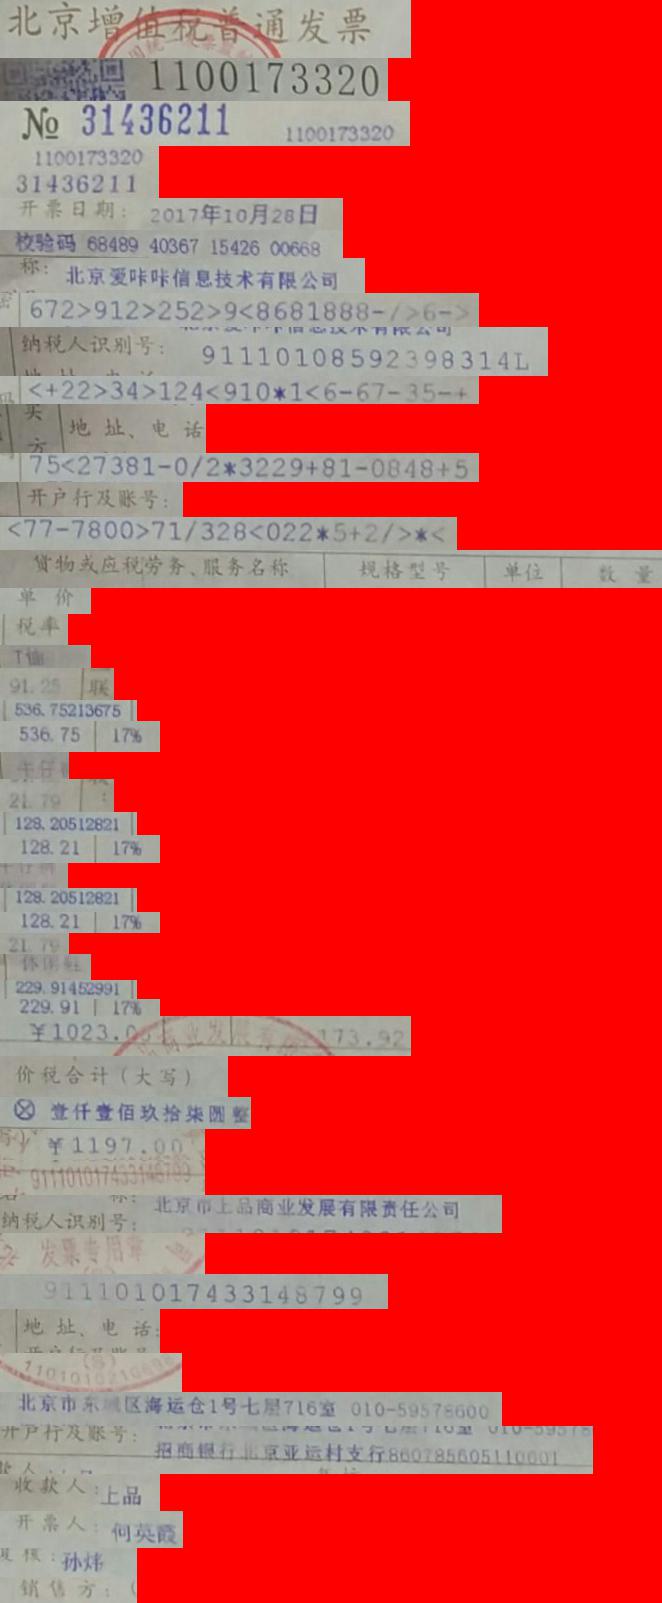 北京增值税普通发票
1100173320
№ 31436211 1100173320
1100173320
31436211
开票日期: 2017年10月28日
校验码 68489 40367 15426 00668
称: 北京爱咔咔信息技术有限公司
672>912>252>9<8681888-/>6->
纳税人识别号: 91110108592398314L
<+22>34>124<910*1<6-67-35-+
买
方
地址、电话
75<27381-0/2*3229+81-0848+5
开户行及账号:
<77-7800>71/328<022*5+2/>*<
货物或应税劳务、服务名称 规格型号 单位 数量
单价
税率
T恤
91.25 联
536.75213675
536.75 17%
21.79
128.20512821
128.21 17%
128.20512821
128.21 17%
21.79
休闲鞋
229.91452991
229.91 17%
¥1023.0 173.92
价税合计(大写)
ⓧ 壹仟壹佰玖拾柒圆整
¥1197.00
911101017433148799
称: 北京市上品商业发展有限责任公司
纳税人识别号:
发票专用章
911101017433148799
地址、电话:
北京市东城区海运仓1号七层716室 010-59578600
开户行及账号:
招商银行北京亚运村支行860785605110001
收款人: 上品
开票人: 何英霞
复核: 孙炜
销售方: (